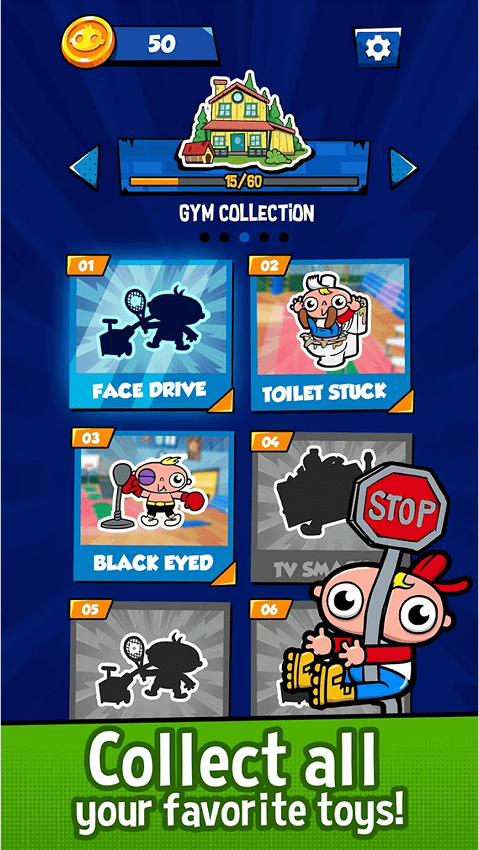 50
15/60
GYM COLLECTION
01
02
FACE DRIVE
TOILET STUCK
03
04
STOP
BLACK EYED
TV
05
06
Collect all
your favorite toys!